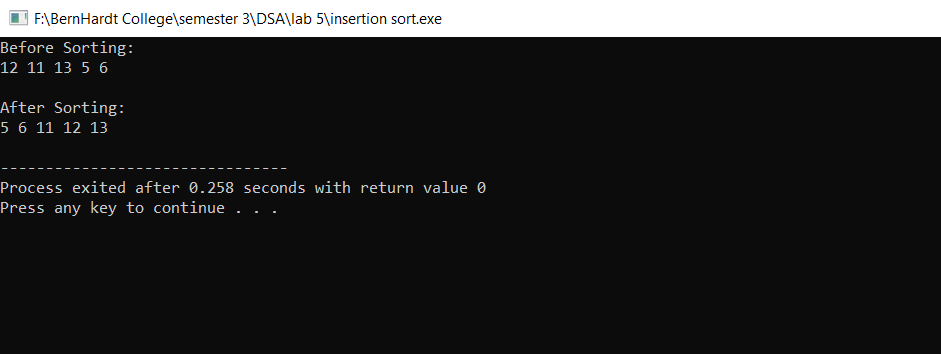 F:\BernHardt College\semester 3\DSA\lab 5\insertion sort.exe
Before Sorting:
12 11 13 5 6
After Sorting:
5 6 11 12 13
--------------------------------
Process exited after 0.258 seconds with return value 0
Press any key to continue . . .